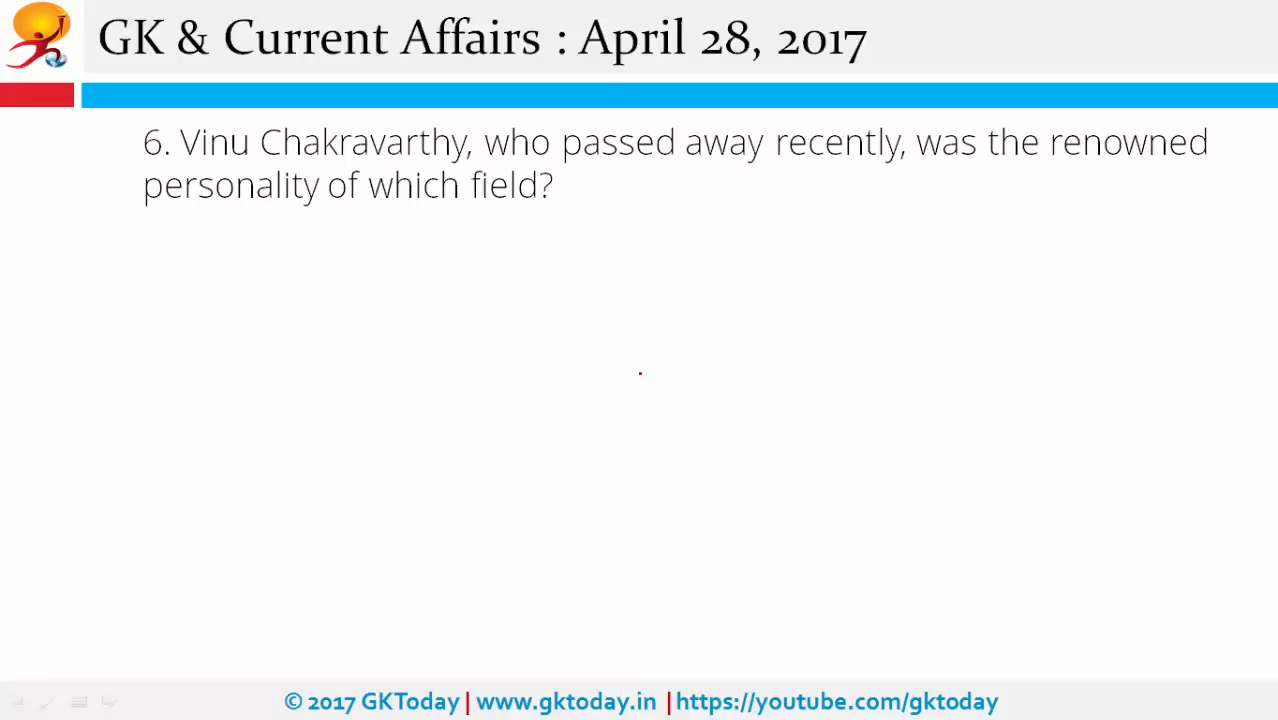 GK & Current Affairs : April 28, 2017
6. Vinu Chakravarthy, who passed away recently, was the renowned
personality of which field?
© 2017 GKToday | www.gktoday.in | https://youtube.com/gktoday